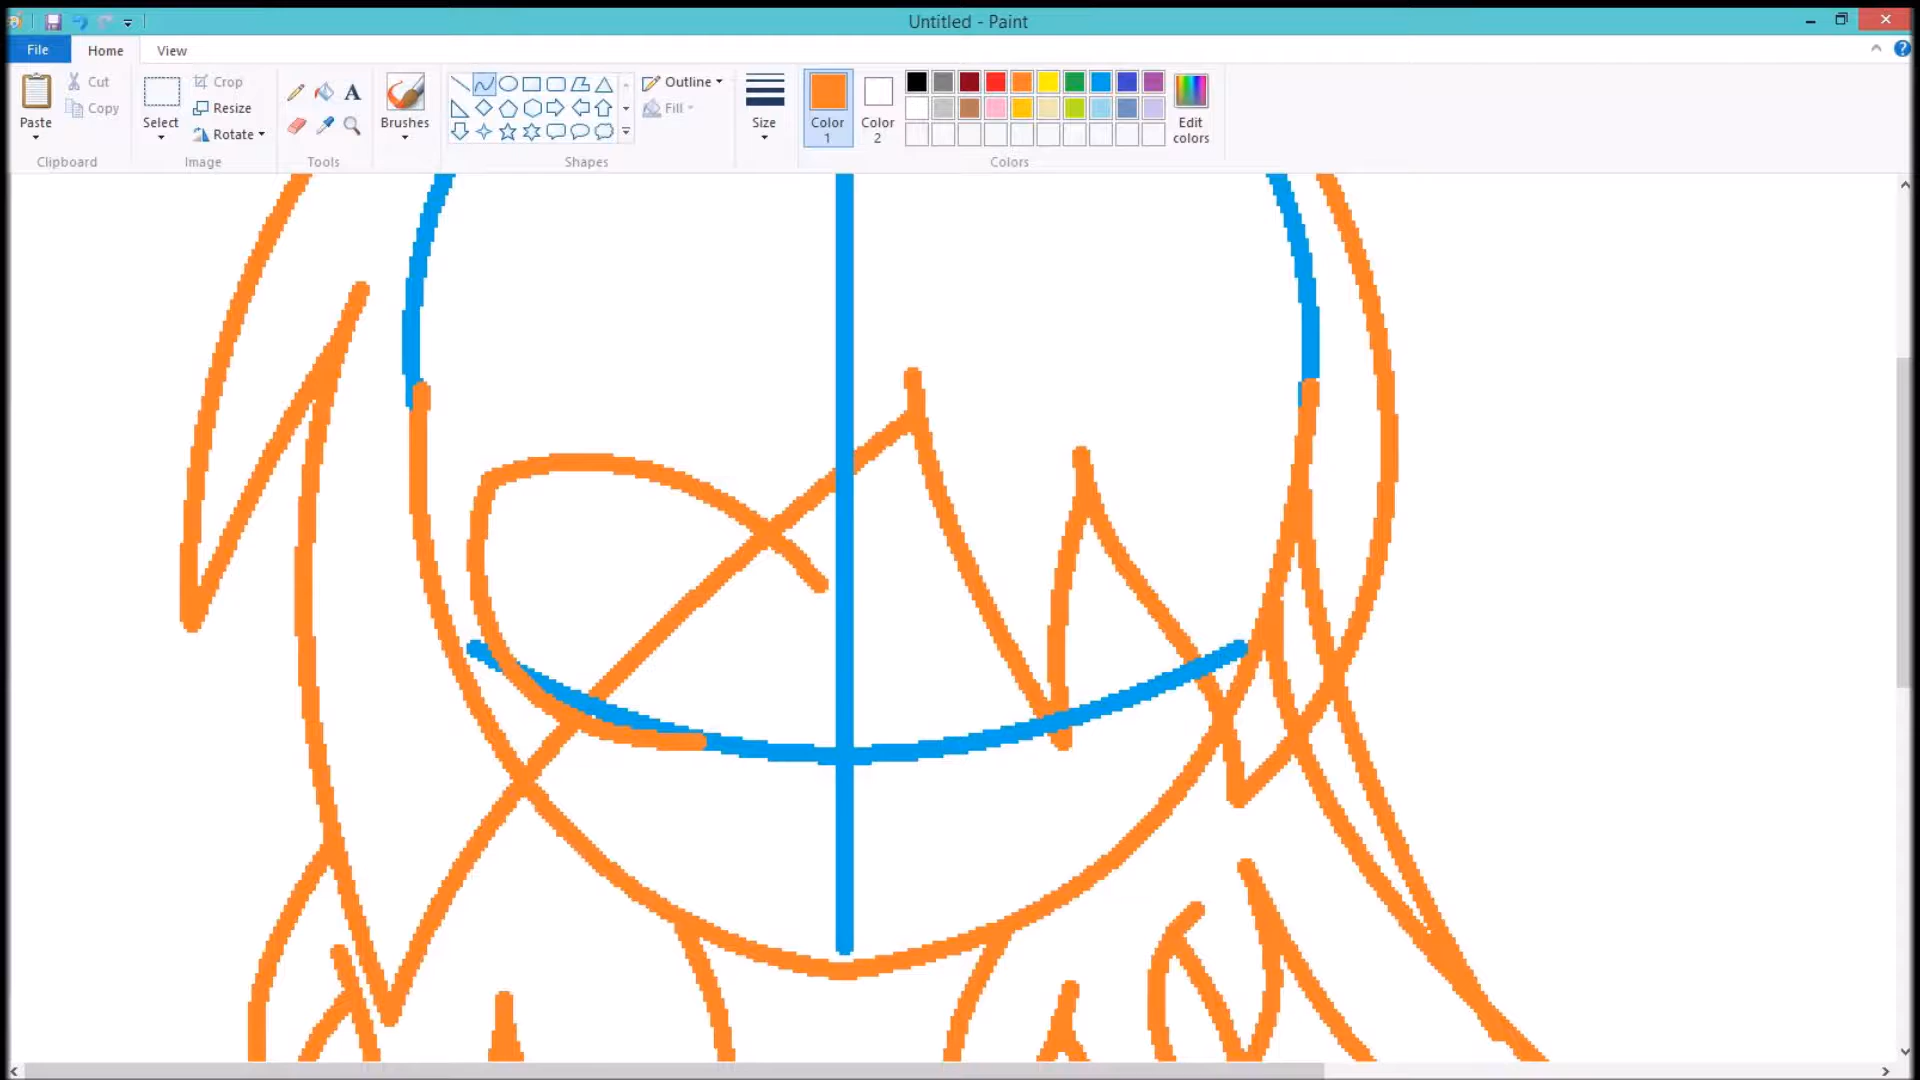 Untitled - Paint
File
Home
View
Paste
Cut
Copy
Clipboard
Select
Crop
Resize
Rotate
Image
A
Tools
Brushes
Outline
Fill
Shapes
Size
Color
1
Color
2
Edit
colors
Colors